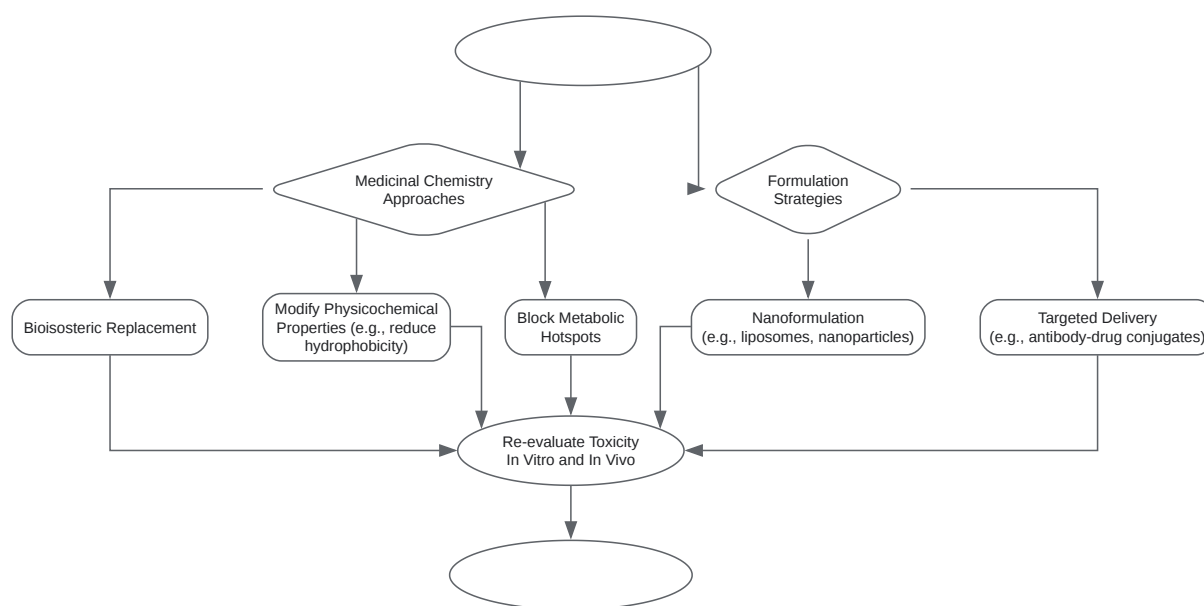 Medicinal Chemistry
Approaches
Formulation
Strategies
Bioisosteric Replacement
Modify Physicochemical
Properties (e.g., reduce
hydrophobicity)
Block Metabolic
Hotspots
Nanoformulation
(e.g., liposomes, nanoparticles)
Targeted Delivery
(e.g., antibody-drug conjugates)
Re-evaluate Toxicity
In Vitro and In Vivo